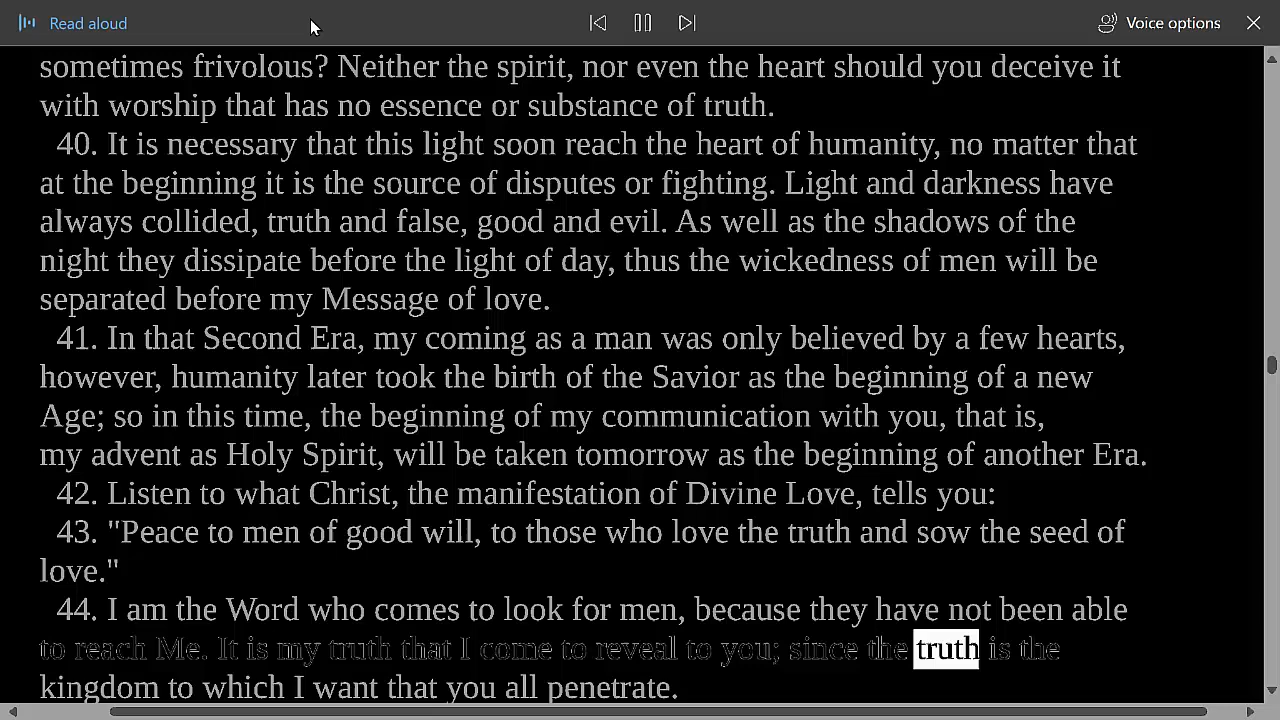 Read aloud
Voice options
sometimes frivolous? Neither the spirit, nor even the heart should you deceive it
with worship that has no essence or substance of truth.
40. It is necessary that this light soon reach the heart of humanity, no matter that
at the beginning it is the source of disputes or fighting. Light and darkness have
always collided, truth and false, good and evil. As well as the shadows of the
night they dissipate before the light of day, thus the wickedness of men will be
separated before my Message of love.
41. In that Second Era, my coming as a man was only believed by a few hearts,
however, humanity later took the birth of the Savior as the beginning of a new
Age; so in this time, the beginning of my communication with you, that is,
my advent as Holy Spirit, will be taken tomorrow as the beginning of another Era.
42. Listen to what Christ, the manifestation of Divine Love, tells you:
43. "Peace to men of good will, to those who love the truth and sow the seed of
love."
44. I am the Word who comes to look for men, because they have not been able
to reach Me. It is my truth that I come to reveal to you; since the truth is the
kingdom to which I want that you all penetrate.